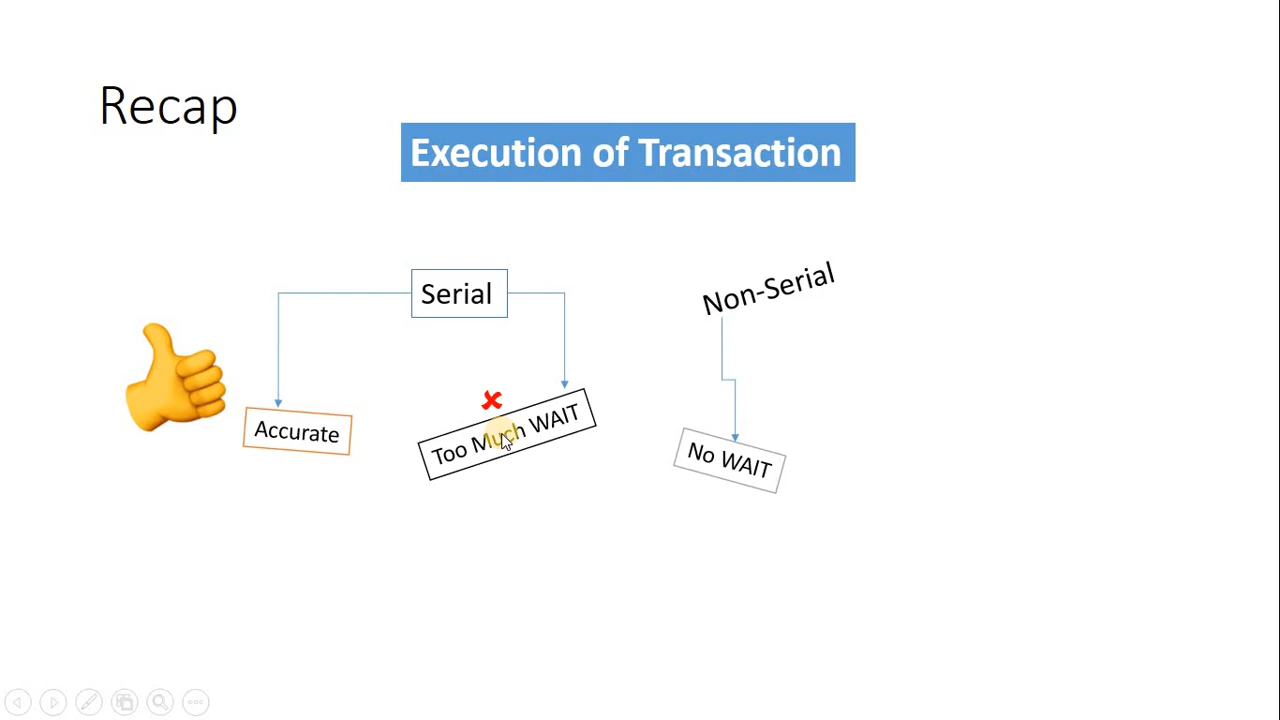 Recap
Execution of Transaction
Serial
Non-Serial
Accurate
Too Much WAIT
No WAIT